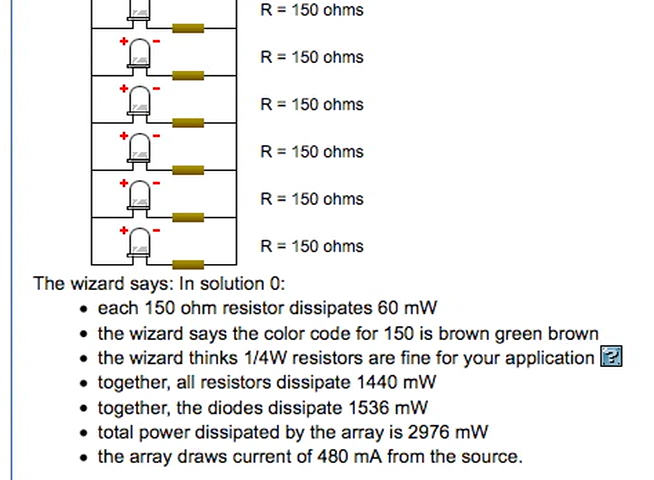 R = 150 ohms
+ - R = 150 ohms
+ - R = 150 ohms
+ - R = 150 ohms
+ - R = 150 ohms
+ - R = 150 ohms
The wizard says: In solution 0:
• each 150 ohm resistor dissipates 60 mW
• the wizard says the color code for 150 is brown green brown
• the wizard thinks 1/4W resistors are fine for your application ?
• together, all resistors dissipate 1440 mW
• together, the diodes dissipate 1536 mW
• total power dissipated by the array is 2976 mW
• the array draws current of 480 mA from the source.